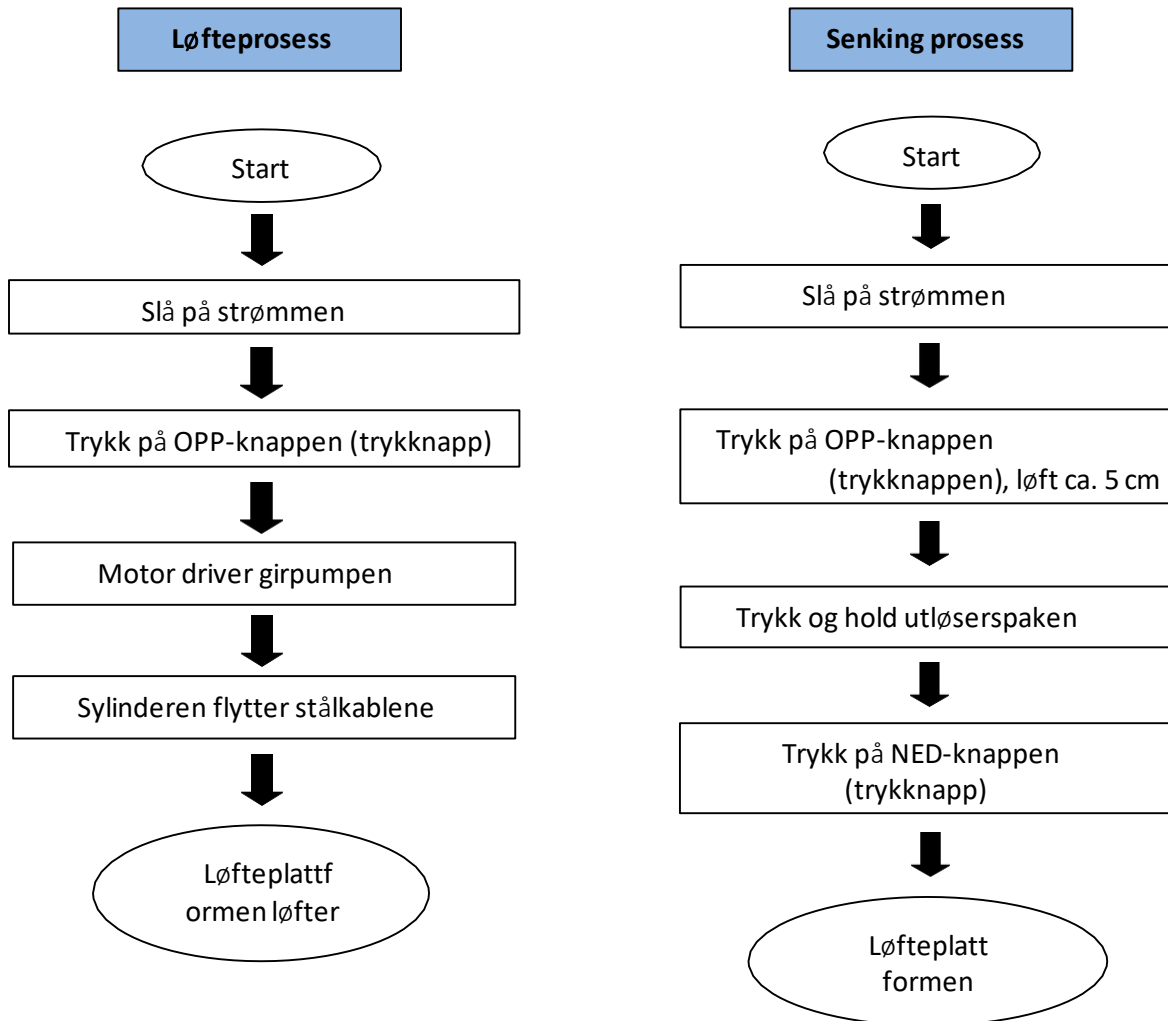 Løfteprosess
Start
Slå på strømmen
Trykk på OPP-knappen (trykknapp)
Motor driver girpumpen
Sylinderen flytter stålkablene
Løfteplattf
ormen løfter
Senking prosess
Start
Slå på strømmen
Trykk på OPP-knappen
(trykknappen), løft ca. 5 cm
Trykk og hold utløserspaken
Trykk på NED-knappen
(trykknapp)
Løfteplatt
formen